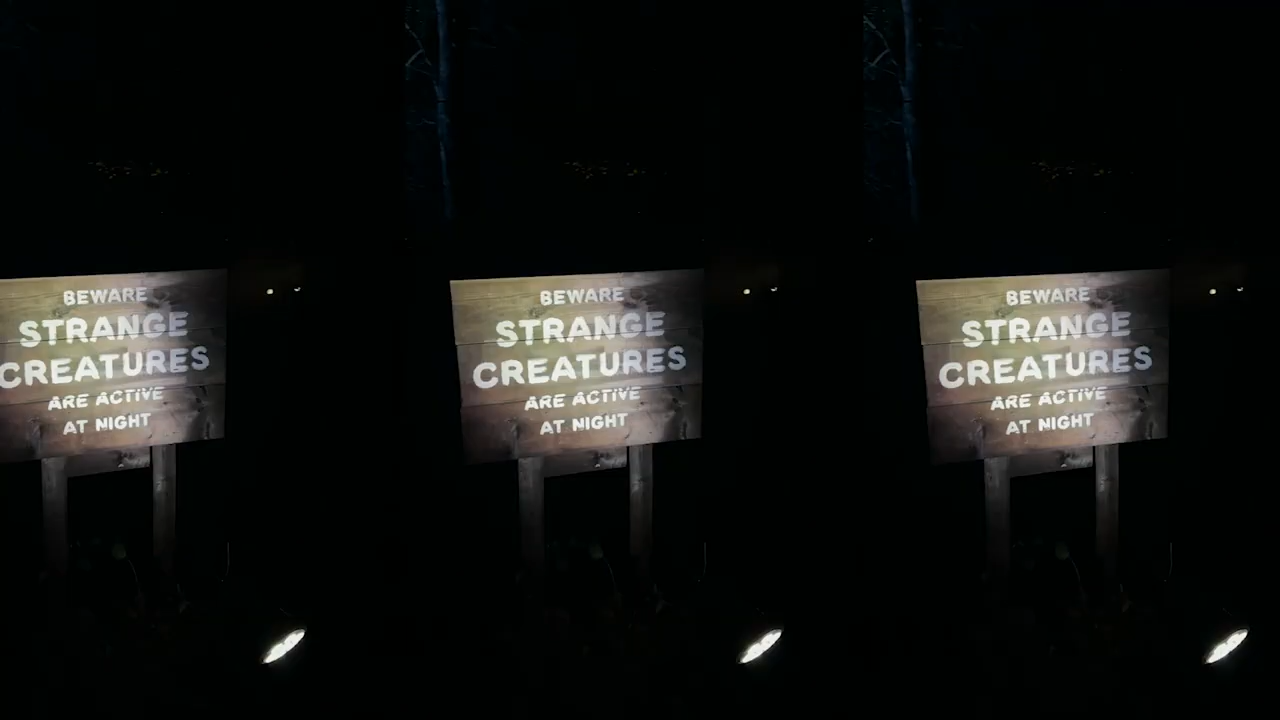 BEWARE
STRANGE
CREATURES
ARE ACTIVE
AT NIGHT
BEWARE
STRANGE
CREATURES
ARE ACTIVE
AT NIGHT
BEWARE
STRANGE
CREATURES
ARE ACTIVE
AT NIGHT